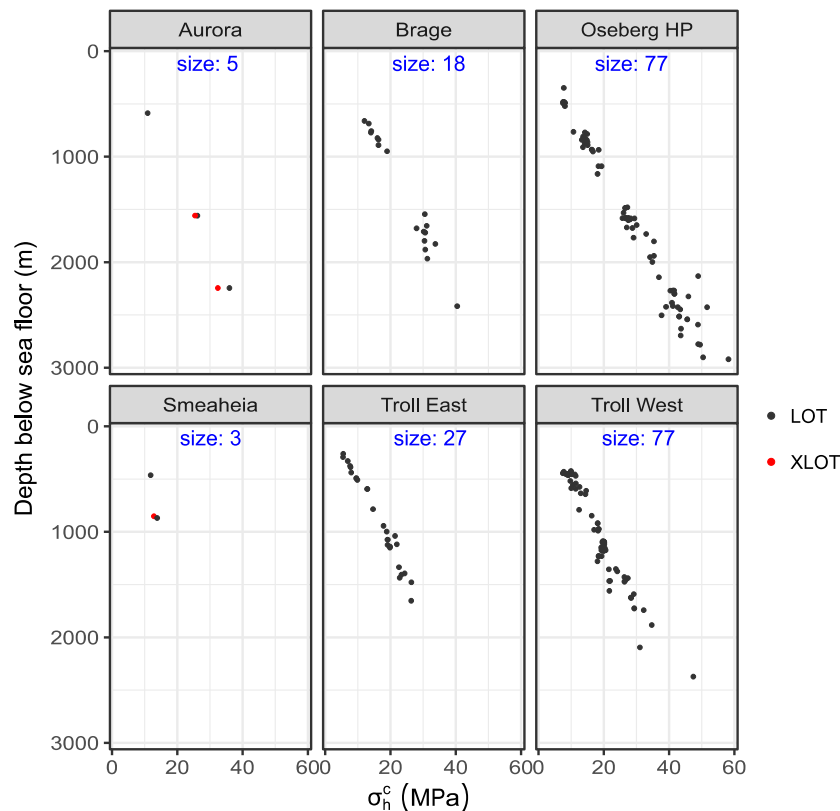 Aurora Brage Oseberg HP
size: 5 size: 18 size: 77
0
1000
2000
3000
Smeaheia Troll East Troll West
size: 3 size: 27 size: 77
0
1000
2000
3000
0 20 40 60 0 20 40 60 0 20 40 60
Depth below sea floor (m)
σhᶜ (MPa)
LOT
XLOT